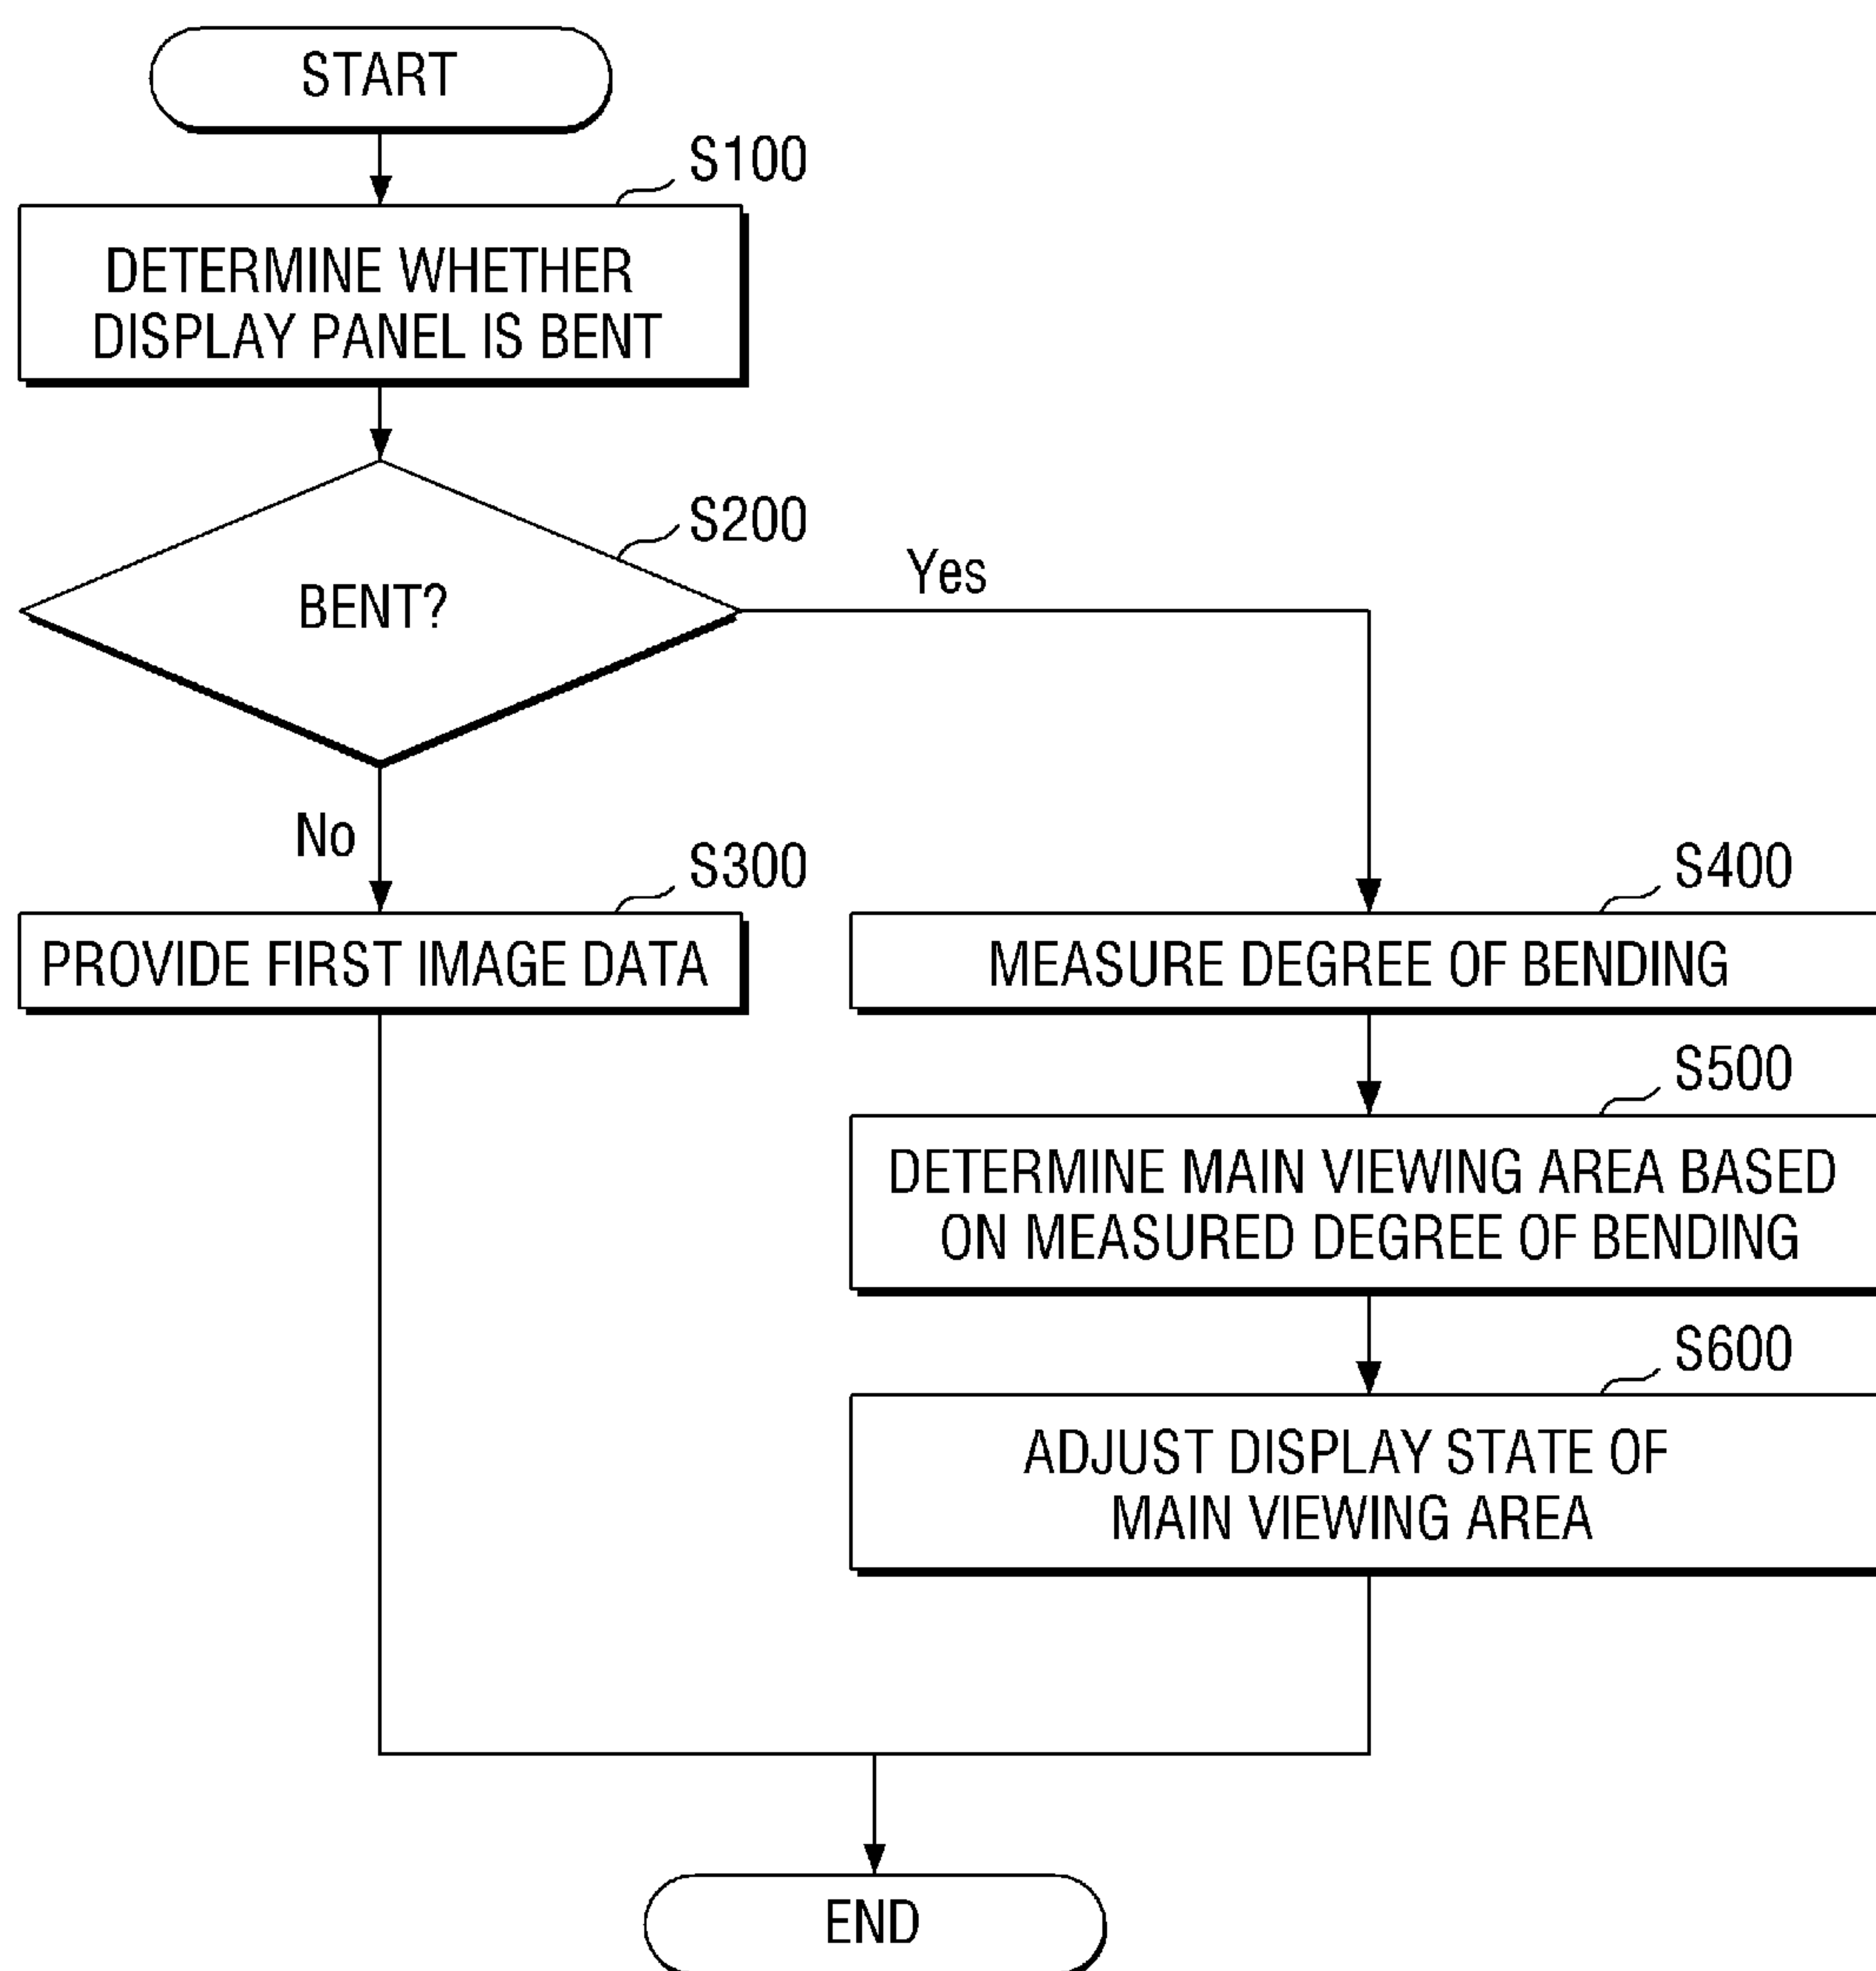 START
S100
DETERMINE WHETHER
DISPLAY PANEL IS BENT
S200
BENT?
Yes
No
S300
PROVIDE FIRST IMAGE DATA
S400
MEASURE DEGREE OF BENDING
S500
DETERMINE MAIN VIEWING AREA BASED
ON MEASURED DEGREE OF BENDING
S600
ADJUST DISPLAY STATE OF
MAIN VIEWING AREA
END